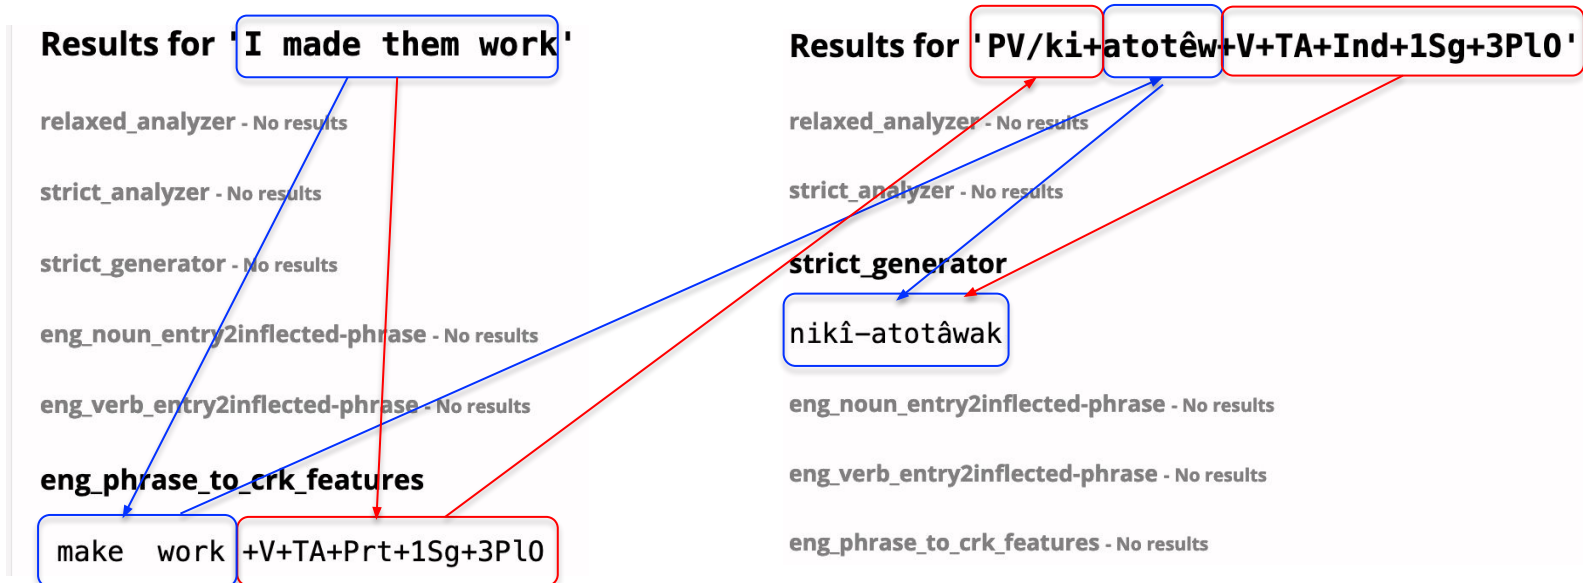 Results for 'I made them work'
relaxed_analyzer - No results
strict_analyzer - No results
strict_generator - No results
eng_noun_entry2inflected-phrase - No results
eng_verb_entry2inflected-phrase - No results
eng_phrase_to_crk_features
make  work +V+TA+Prt+1Sg+3PlO
Results for 'PV/ki+atotêw+V+TA+Ind+1Sg+3PlO'
relaxed_analyzer - No results
strict_analyzer - No results
strict_generator
nikî-atotâwak
eng_noun_entry2inflected-phrase - No results
eng_verb_entry2inflected-phrase - No results
eng_phrase_to_crk_features - No results